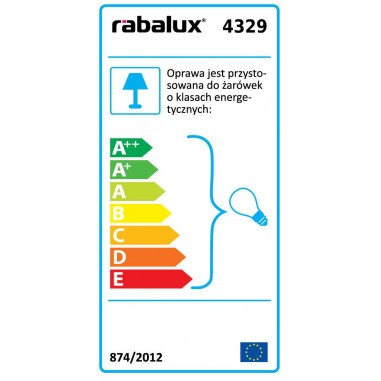 rabalux® 4329
Oprawa jest przysto-
sowana do żarówek
o klasach energe-
tycznych:
A++
A+
A
B
C
D
E
874/2012